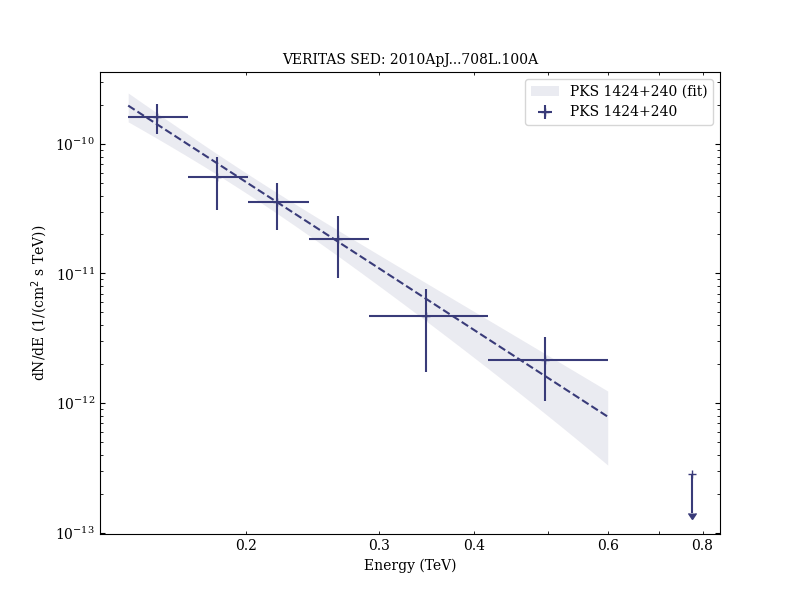 VERITAS SED: 2010ApJ...708L.100A
PKS 1424+240 (fit)
PKS 1424+240
dN/dE (1/(cm² s TeV))
10⁻¹⁰
10⁻¹¹
10⁻¹²
10⁻¹³
0.2 0.3 0.4 0.6 0.8
Energy (TeV)